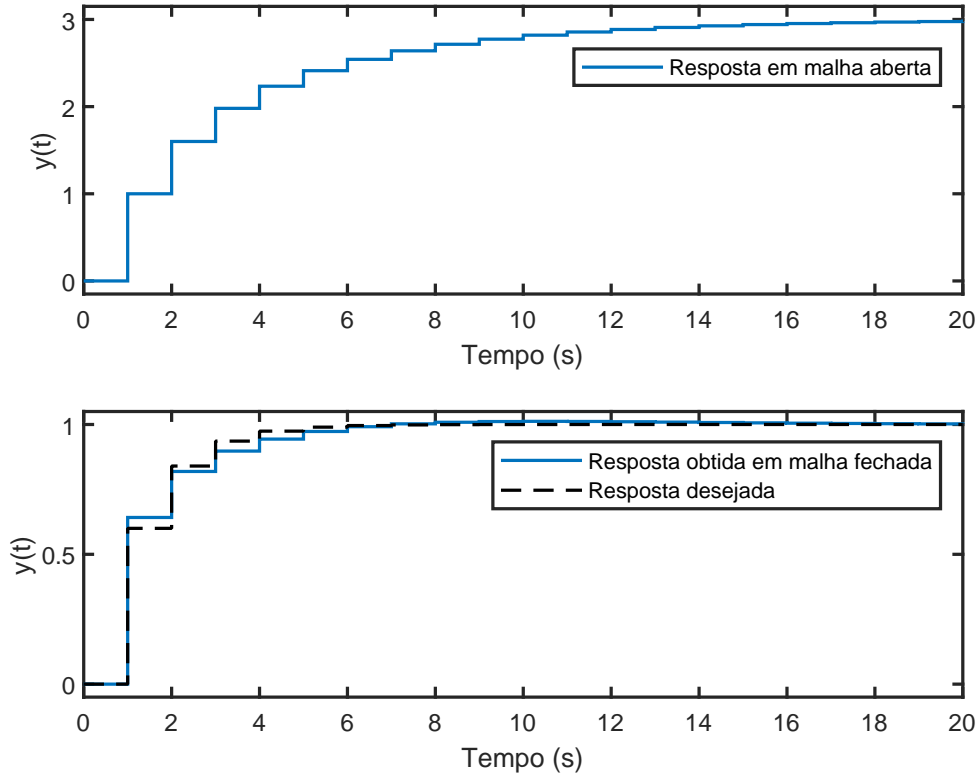 3
2
1
0
y(t)
Resposta em malha aberta
0 2 4 6 8 10 12 14 16 18 20
Tempo (s)
1
0.5
0
y(t)
Resposta obtida em malha fechada
Resposta desejada
0 2 4 6 8 10 12 14 16 18 20
Tempo (s)